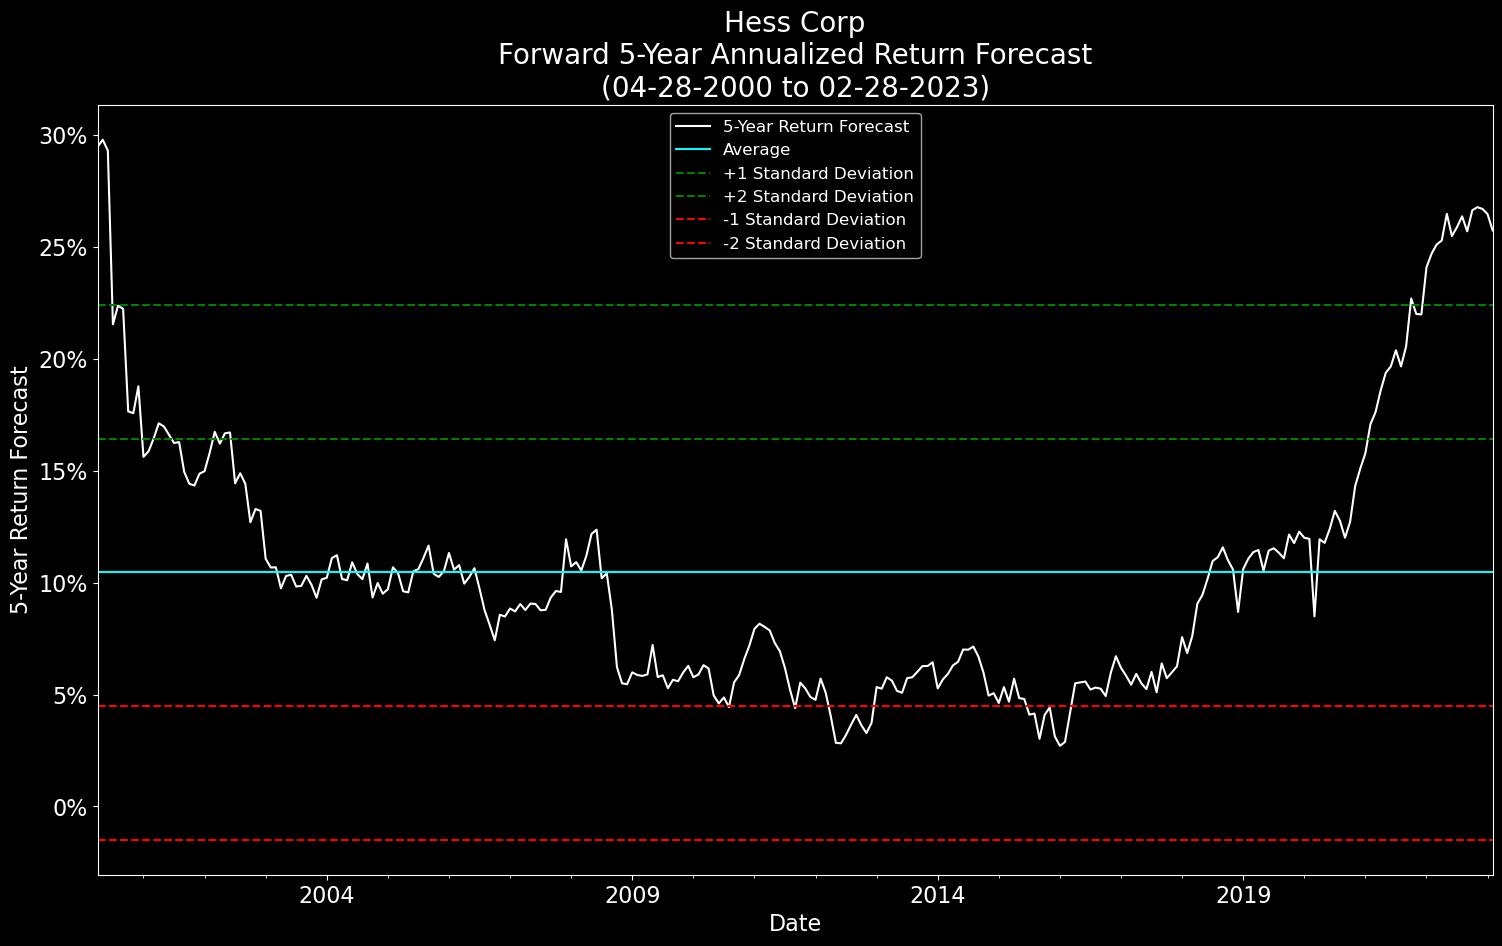 Hess Corp
Forward 5-Year Annualized Return Forecast
(04-28-2000 to 02-28-2023)
5-Year Return Forecast
Average
+1 Standard Deviation
+2 Standard Deviation
-1 Standard Deviation
-2 Standard Deviation
5-Year Return Forecast
30%
25%
20%
15%
10%
5%
0%
2004
2009
2014
2019
Date